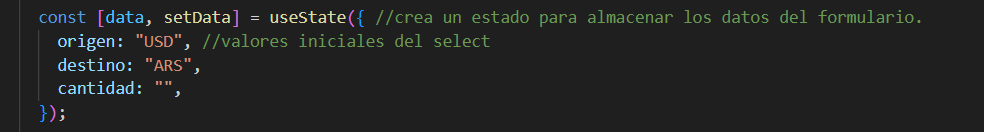 const [data, setData] = useState({ //crea un estado para almacenar los datos del formulario.
origen: "USD", //valores iniciales del select
destino: "ARS",
cantidad: "",
});